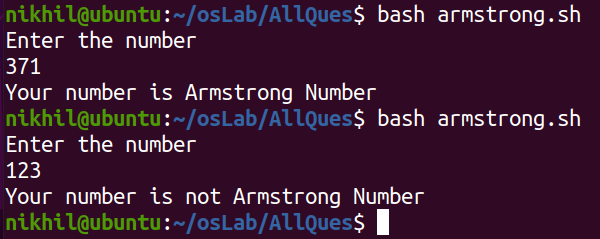 nikhil@ubuntu:~/osLab/AllQues$ bash armstrong.sh
Enter the number
371
Your number is Armstrong Number
nikhil@ubuntu:~/osLab/AllQues$ bash armstrong.sh
Enter the number
123
Your number is not Armstrong Number
nikhil@ubuntu:~/osLab/AllQues$